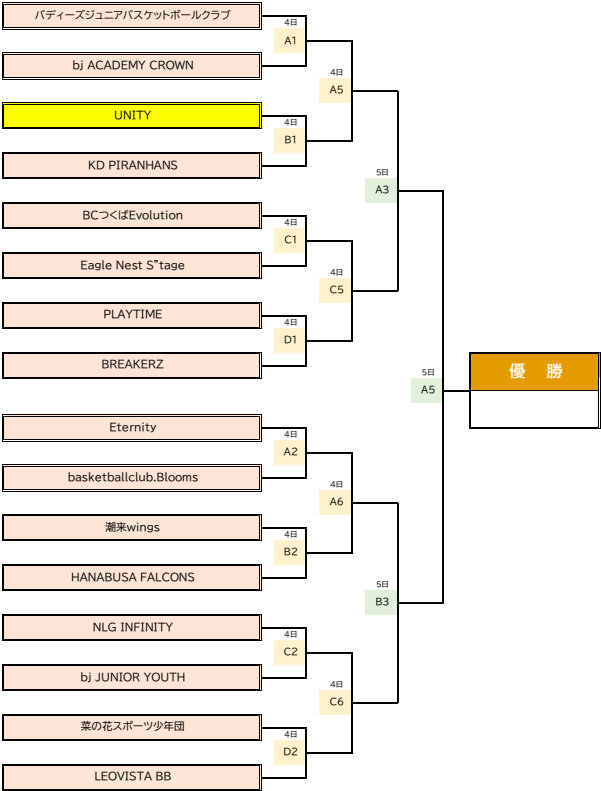 バディーズジュニアバスケットボールクラブ
4日
A1
bj ACADEMY CROWN
4日
A5
UNITY
4日
B1
KD PIRANHANS
5日
A3
BCつくばEvolution
4日
C1
Eagle Nest S"tage
4日
C5
PLAYTIME
4日
D1
BREAKERZ
5日
A5
優 勝
Eternity
4日
A2
basketballclub.Blooms
4日
A6
潮来wings
4日
B2
HANABUSA FALCONS
5日
B3
NLG INFINITY
4日
C2
bj JUNIOR YOUTH
4日
C6
菜の花スポーツ少年団
4日
D2
LEOVISTA BB